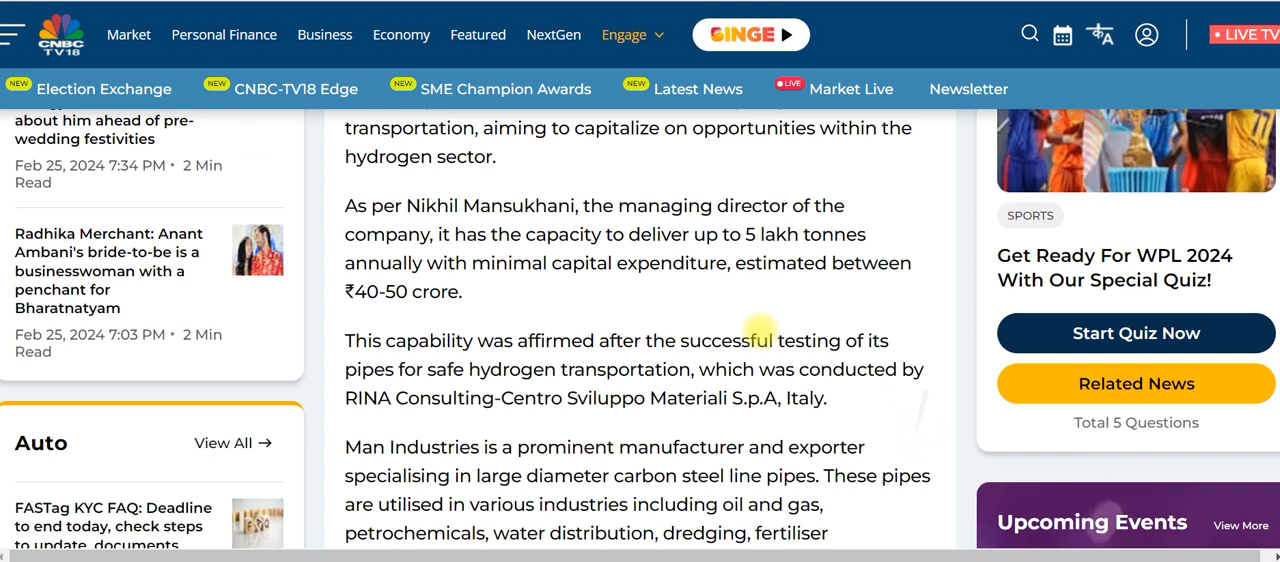 CNBC
TV18
Market
Personal Finance
Business
Economy
Featured
NextGen
Engage
BINGE
LIVE TV
NEW Election Exchange
NEW CNBC-TV18 Edge
NEW SME Champion Awards
NEW Latest News
LIVE Market Live
Newsletter
about him ahead of pre-
wedding festivities
Feb 25, 2024 7:34 PM • 2 Min
Read
Radhika Merchant: Anant
Ambani's bride-to-be is a
businesswoman with a
penchant for
Bharatnatyam
Feb 25, 2024 7:03 PM • 2 Min
Read
Auto
View All →
FASTag KYC FAQ: Deadline
to end today, check steps
to update, documents
transportation, aiming to capitalize on opportunities within the
hydrogen sector.
As per Nikhil Mansukhani, the managing director of the
company, it has the capacity to deliver up to 5 lakh tonnes
annually with minimal capital expenditure, estimated between
₹40-50 crore.
This capability was affirmed after the successful testing of its
pipes for safe hydrogen transportation, which was conducted by
RINA Consulting-Centro Sviluppo Materiali S.p.A, Italy.
Man Industries is a prominent manufacturer and exporter
specialising in large diameter carbon steel line pipes. These pipes
are utilised in various industries including oil and gas,
petrochemicals, water distribution, dredging, fertiliser
SPORTS
Get Ready For WPL 2024
With Our Special Quiz!
Start Quiz Now
Related News
Total 5 Questions
Upcoming Events
View More